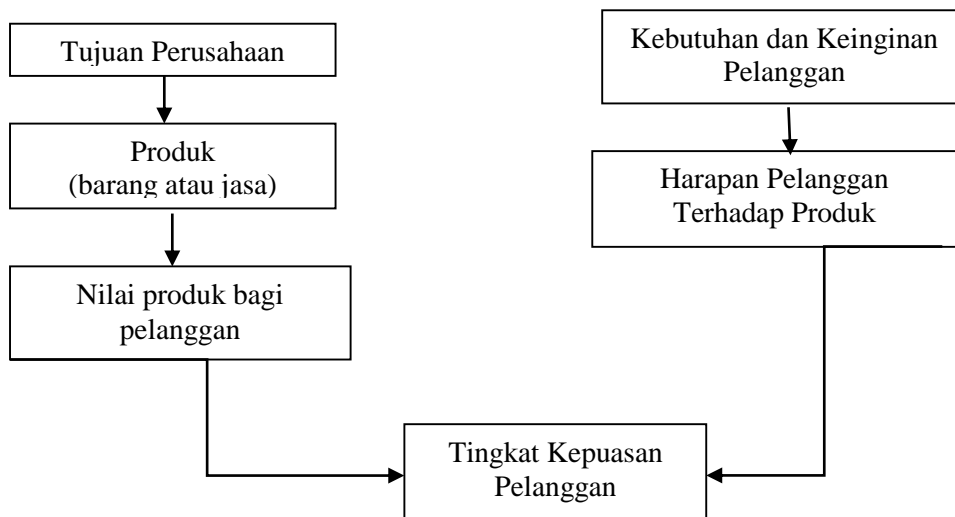 Tujuan Perusahaan
Produk
(barang atau jasa)
Nilai produk bagi
pelanggan
Kebutuhan dan Keinginan
Pelanggan
Harapan Pelanggan
Terhadap Produk
Tingkat Kepuasan
Pelanggan